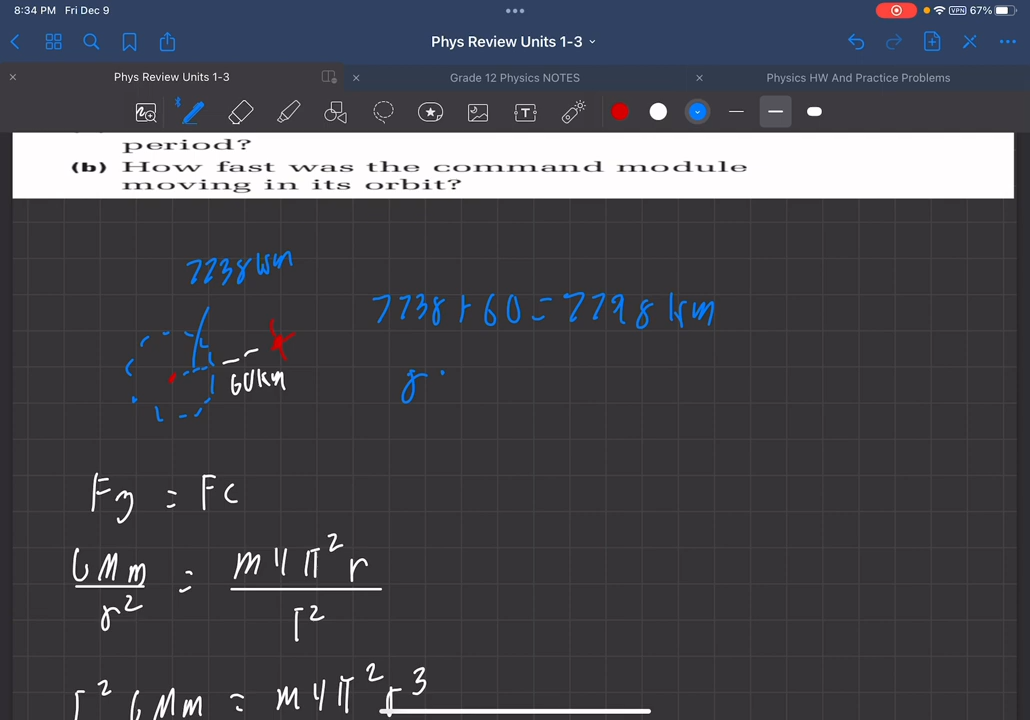 8:34 PM Fri Dec 9
VPN 67%
Phys Review Units 1-3
Phys Review Units 1-3
Grade 12 Physics NOTES
Physics HW And Practice Problems
T
period?
(b) How fast was the command module
moving in its orbit?
7738 km
7738 + 60 = 7798 km
60km
r
Fg = Fc
GMm = m4π²r
r² T²
T² GMm = m4π²r³